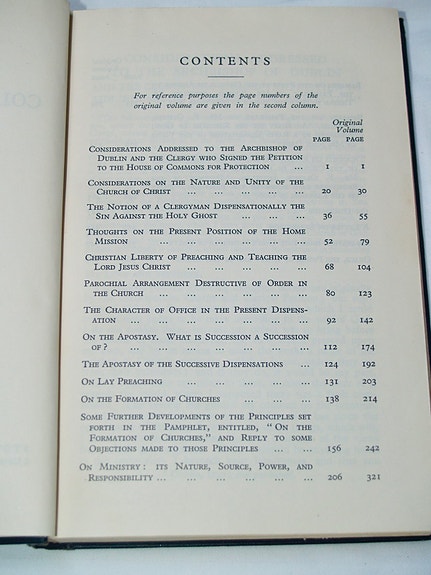 CONTENTS
For reference purposes the page numbers of the
original volume are given in the second column.
Original
Volume
PAGE PAGE
CONSIDERATIONS ADDRESSED TO THE ARCHBISHOP OF
DUBLIN AND THE CLERGY WHO SIGNED THE PETITION
TO THE HOUSE OF COMMONS FOR PROTECTION ... 1 1
CONSIDERATIONS ON THE NATURE AND UNITY OF THE
CHURCH OF CHRIST ... ... ... ... ... 20 30
THE NOTION OF A CLERGYMAN DISPENSATIONALLY THE
SIN AGAINST THE HOLY GHOST ... ... ... 36 55
THOUGHTS ON THE PRESENT POSITION OF THE HOME
MISSION ... ... ... ... ... ... 52 79
CHRISTIAN LIBERTY OF PREACHING AND TEACHING THE
LORD JESUS CHRIST ... ... ... ... ... 68 104
PAROCHIAL ARRANGEMENT DESTRUCTIVE OF ORDER IN
THE CHURCH ... ... ... ... ... ... 80 123
THE CHARACTER OF OFFICE IN THE PRESENT DISPENS-
ATION ... ... ... ... ... ... ... 92 142
ON THE APOSTASY. WHAT IS SUCCESSION A SUCCESSION
OF? ... ... ... ... ... ... ... 112 174
THE APOSTASY OF THE SUCCESSIVE DISPENSATIONS ... 124 192
ON LAY PREACHING ... ... ... ... ... 131 203
ON THE FORMATION OF CHURCHES ... ... ... 138 214
SOME FURTHER DEVELOPMENTS OF THE PRINCIPLES SET
FORTH IN THE PAMPHLET, ENTITLED, "ON THE
FORMATION OF CHURCHES," AND REPLY TO SOME
OBJECTIONS MADE TO THOSE PRINCIPLES ... ... 156 242
ON MINISTRY: ITS NATURE, SOURCE, POWER, AND
RESPONSIBILITY ... ... ... ... ... ... 206 321